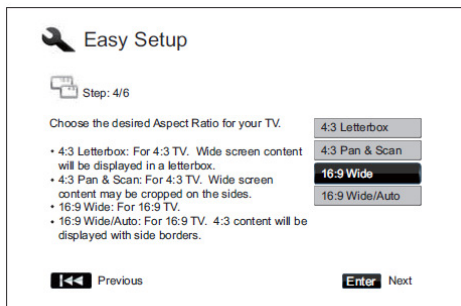 Easy Setup
Step: 4/6
Choose the desired Aspect Ratio for your TV.
• 4:3 Letterbox: For 4:3 TV. Wide screen content
will be displayed in a letterbox.
• 4:3 Pan & Scan: For 4:3 TV. Wide screen
content may be cropped on the sides.
• 16:9 Wide: For 16:9 TV.
• 16:9 Wide/Auto: For 16:9 TV. 4:3 content will be
displayed with side borders.
4:3 Letterbox
4:3 Pan & Scan
16:9 Wide
16:9 Wide/Auto
Previous
Enter Next